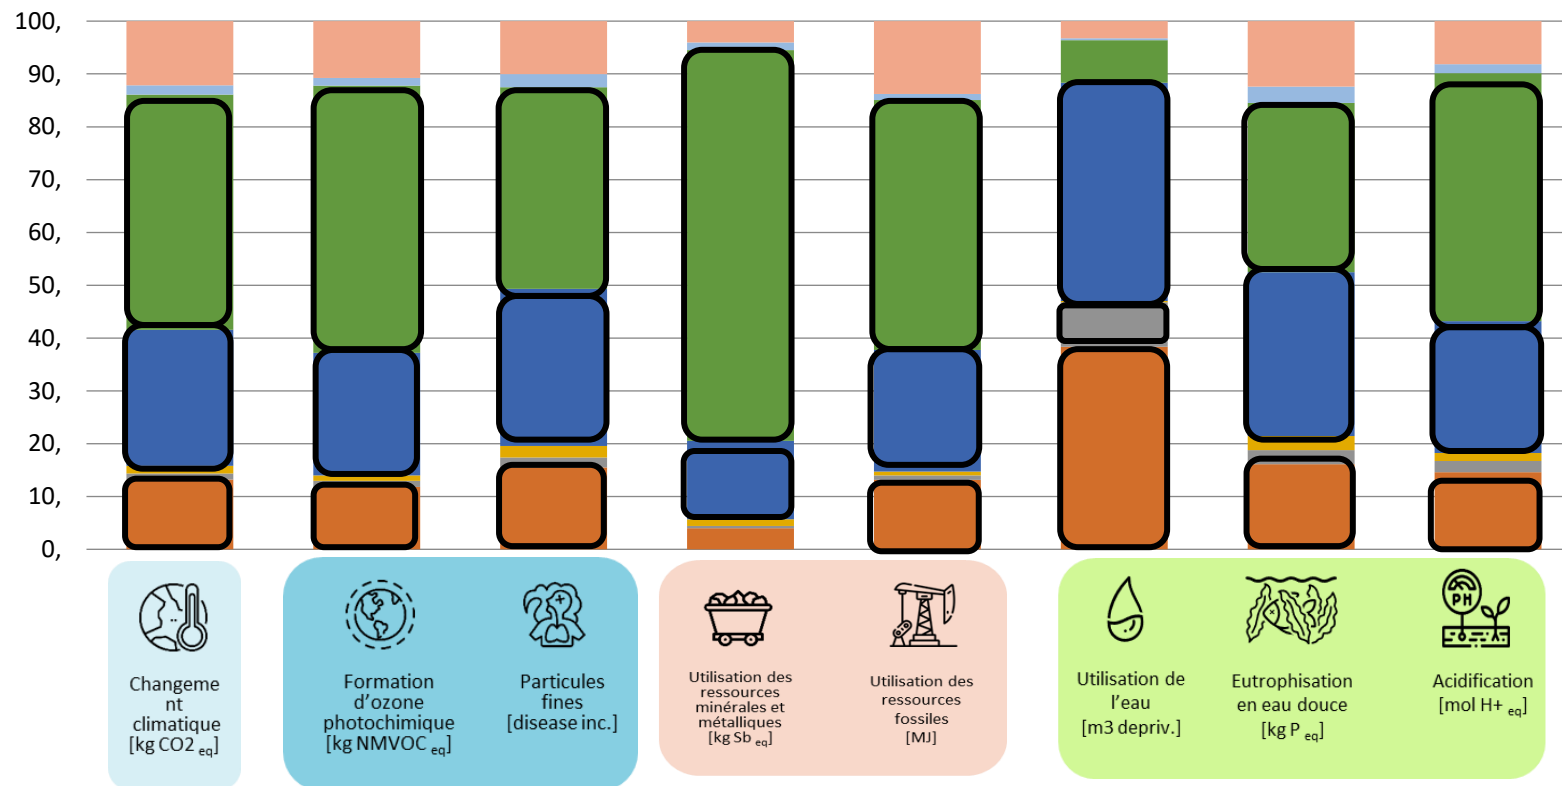 100,
90,
80,
70,
60,
50,
40,
30,
20,
10,
0,
Changeme
nt
climatique
[kg CO2 eq]
Formation
d’ozone
photochimique
[kg NMVOC eq]
Particules
fines
[disease inc.]
Utilisation des
ressources
minérales et
métalliques
[kg Sb eq]
Utilisation des
ressources
fossiles
[MJ]
Utilisation de
l’eau
[m3 depriv.]
Eutrophisation
en eau douce
[kg P eq]
PH
Acidification
[mol H+ eq]